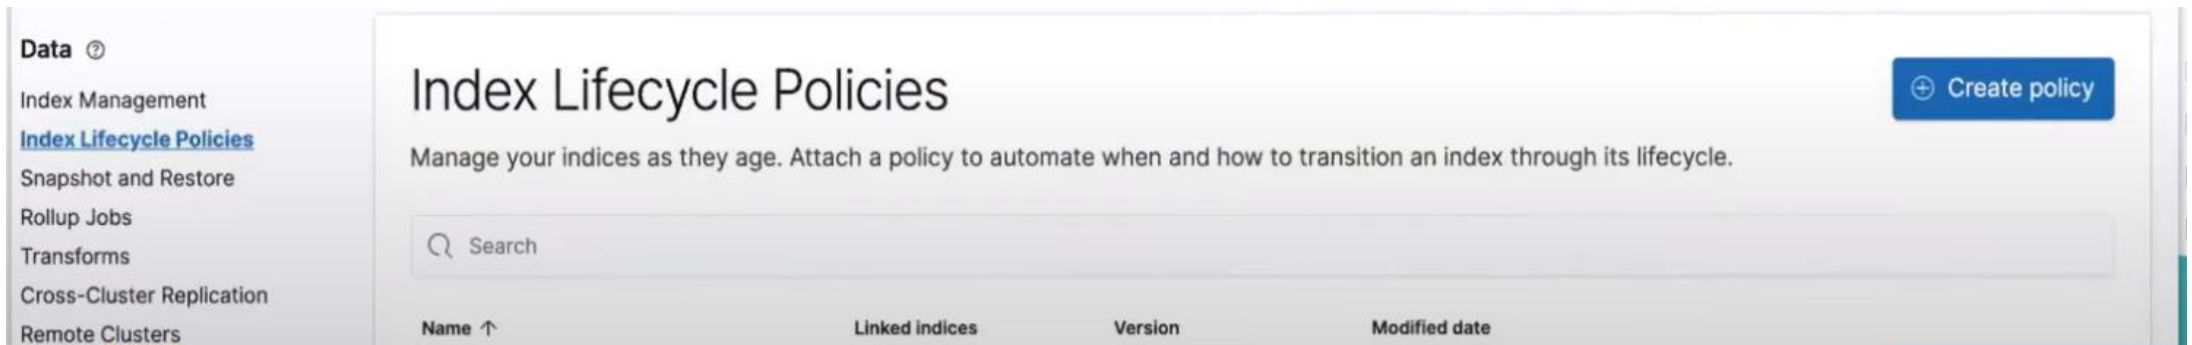 Data
Index Management
Index Lifecycle Policies
Snapshot and Restore
Rollup Jobs
Transforms
Cross-Cluster Replication
Remote Clusters
Index Lifecycle Policies
Create policy
Manage your indices as they age. Attach a policy to automate when and how to transition an index through its lifecycle.
Search
Name ↑ Linked indices Version Modified date